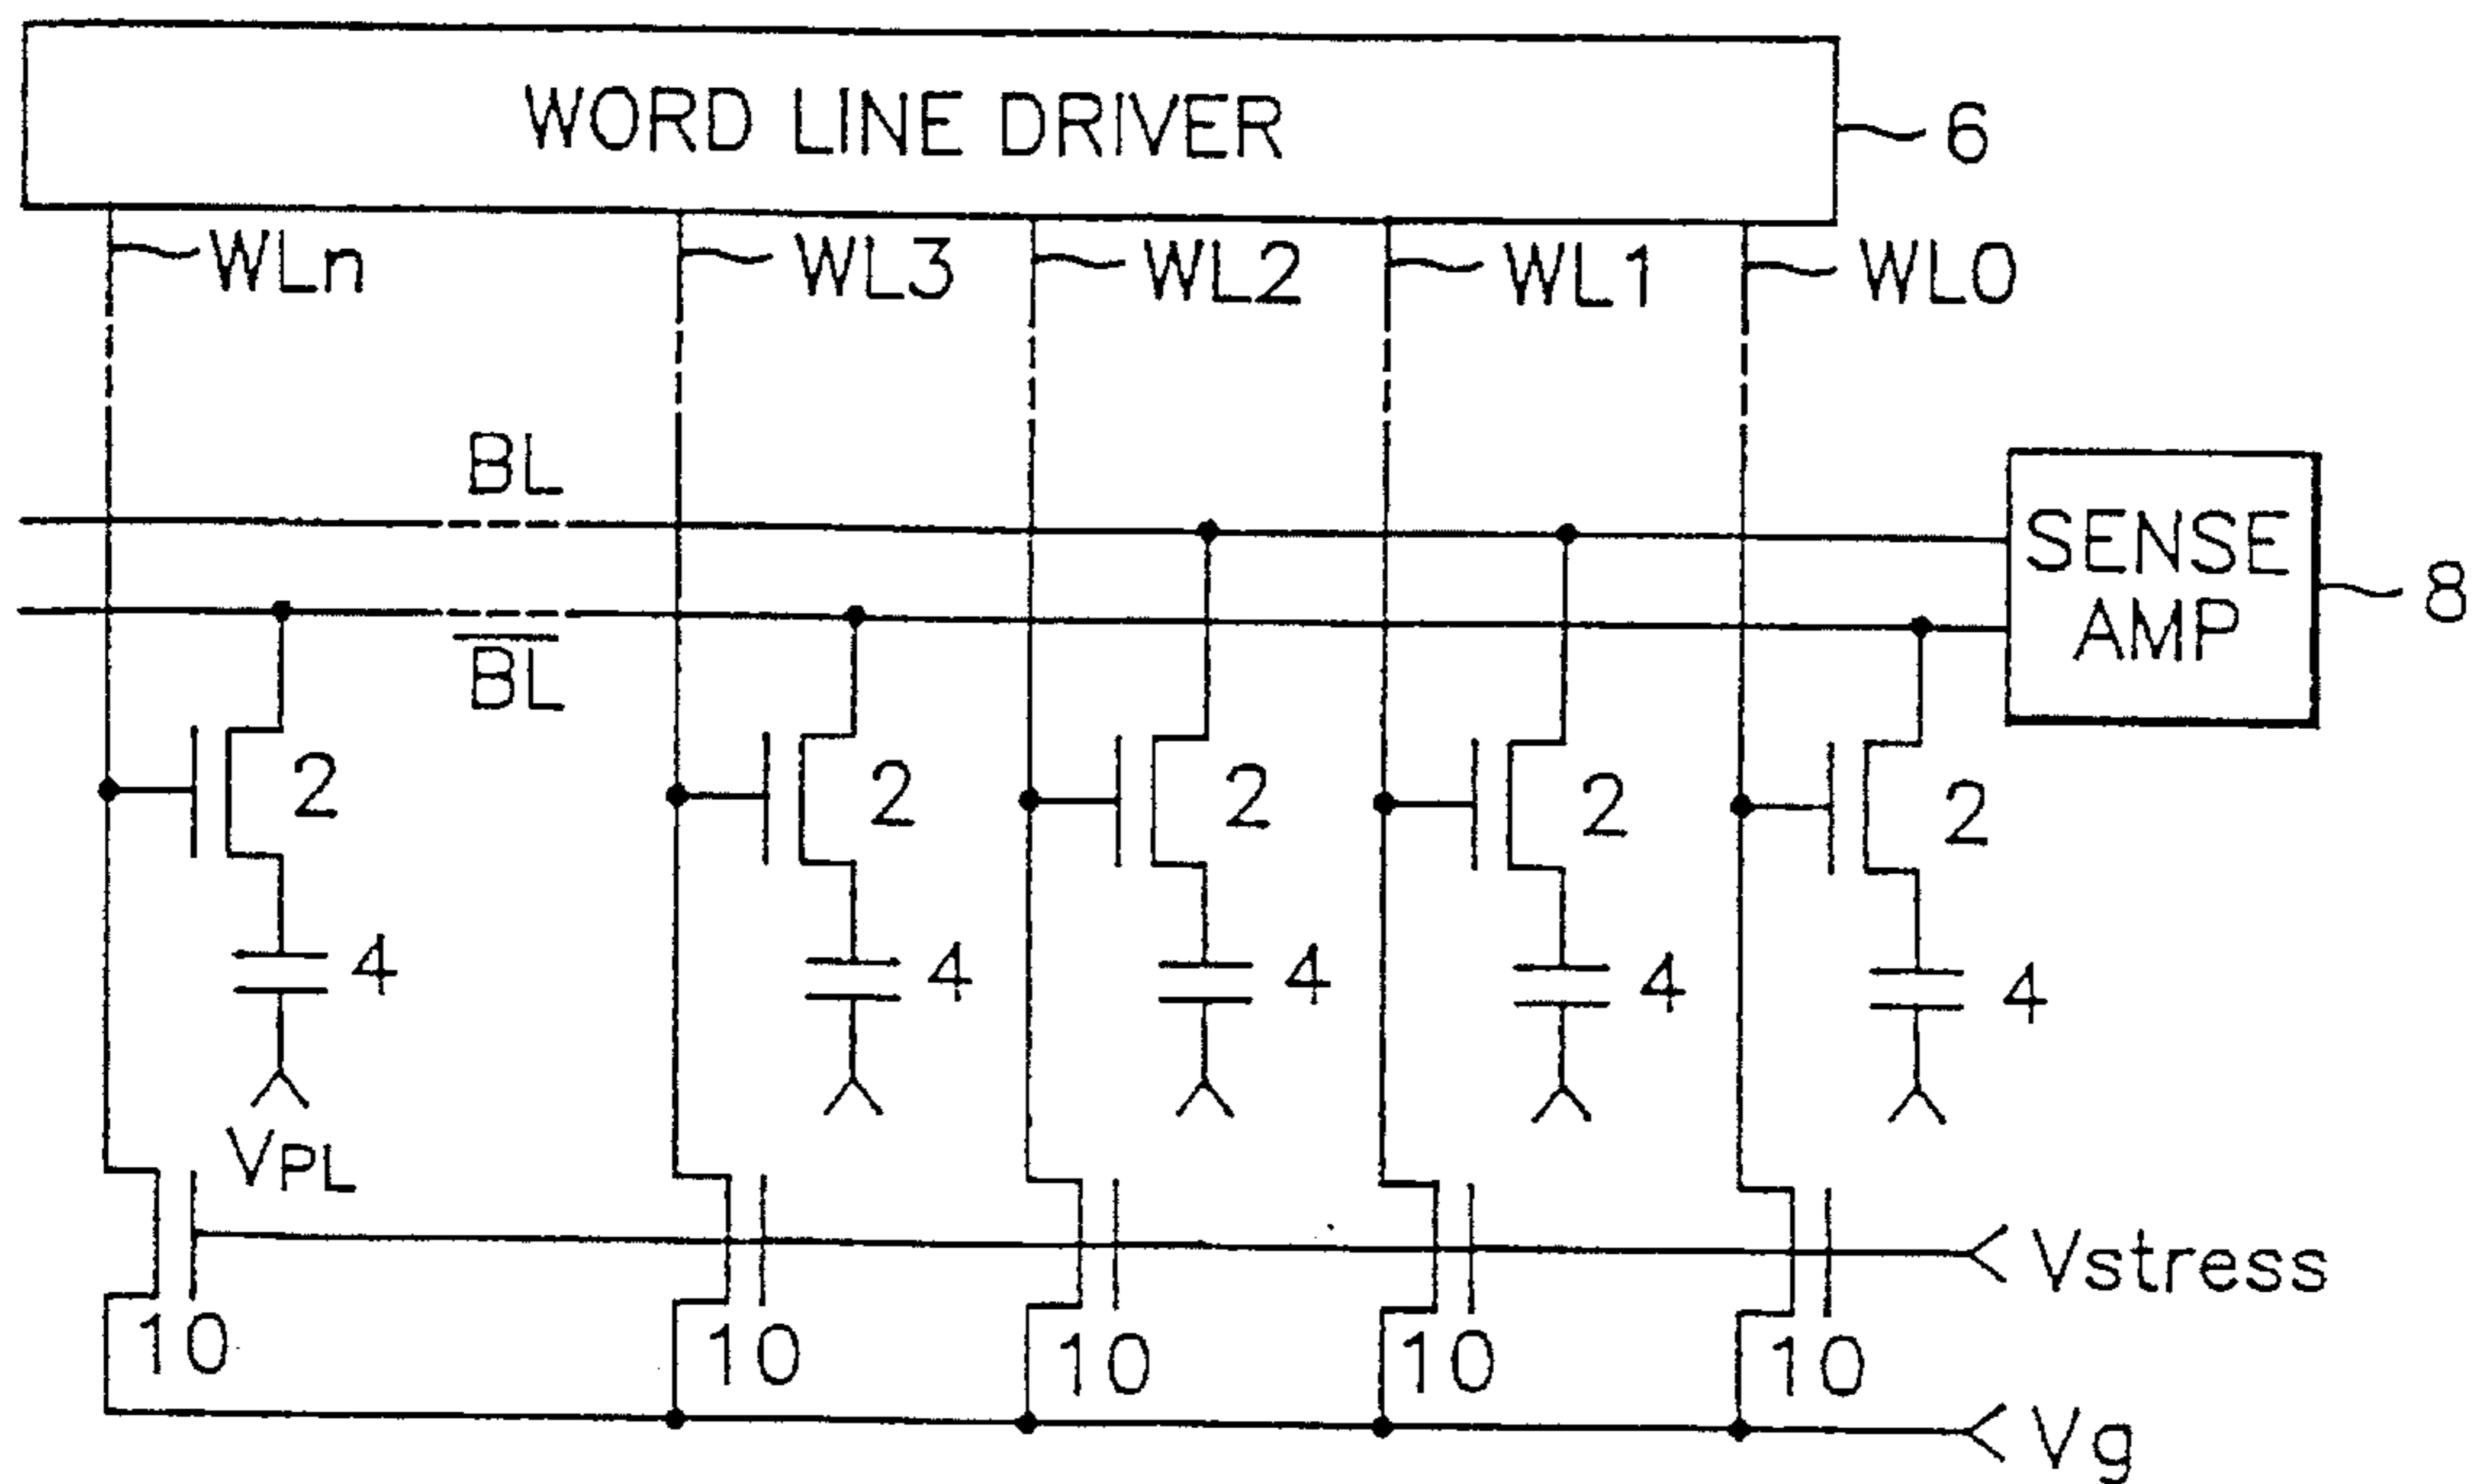 WORD LINE DRIVER
6
WLn WL3 WL2 WL1 WL0
BL
SENSE
AMP
8
B̅L̅
2 2 2 2 2
4 4 4 4 4
VPL
Vstress
10 10 10 10 10
Vg